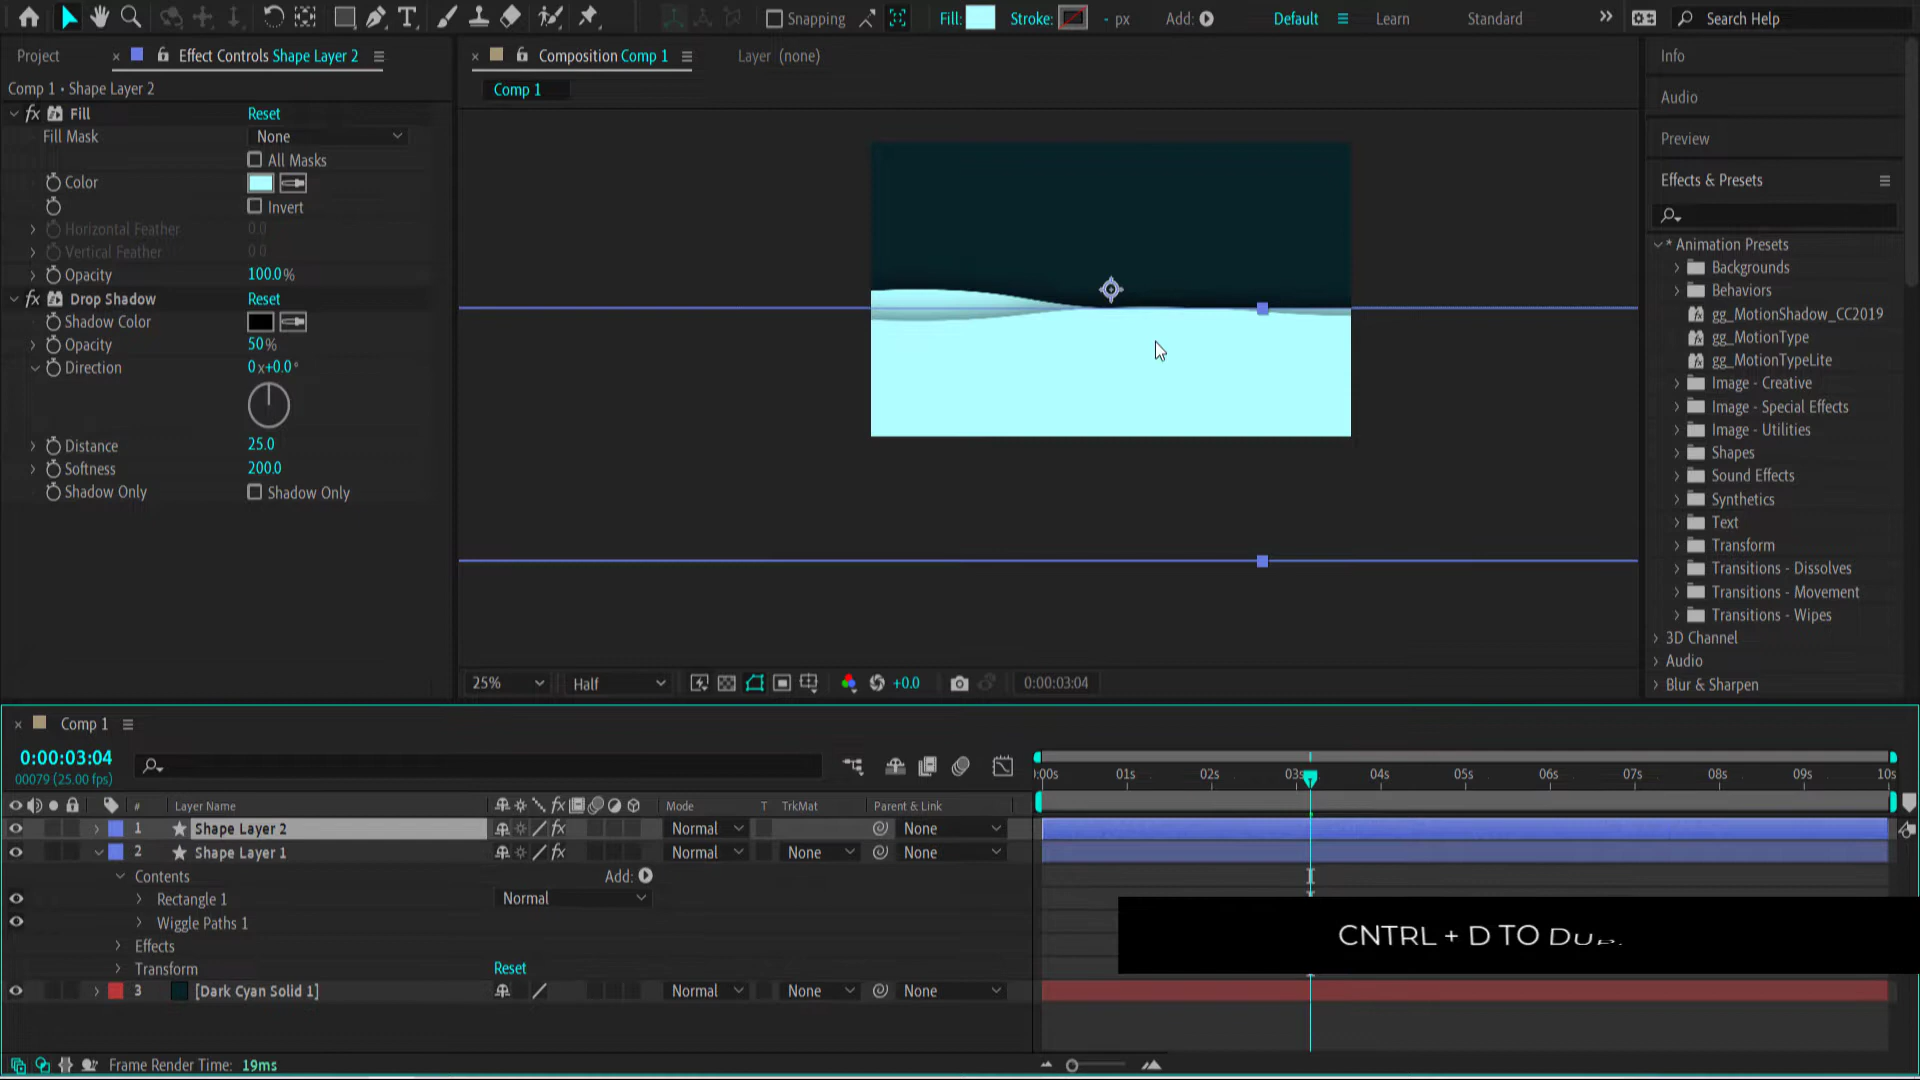 Snapping
Fill:
Stroke:
- px
Add:
Default
Learn
Standard
Search Help
Project
Effect Controls Shape Layer 2
Composition Comp 1
Layer (none)
Info
Comp 1 • Shape Layer 2
Comp 1
Audio
fx Fill
Reset
Fill Mask
None
Preview
All Masks
Color
Effects & Presets
Invert
Horizontal Feather
0.0
Vertical Feather
0.0
Opacity
100.0%
fx Drop Shadow
Reset
Shadow Color
Opacity
50%
Direction
0x+0.0°
Distance
25.0
Softness
200.0
Shadow Only
Shadow Only
* Animation Presets
Backgrounds
Behaviors
gg_MotionShadow_CC2019
gg_MotionType
gg_MotionTypeLite
Image - Creative
Image - Special Effects
Image - Utilities
Shapes
Sound Effects
Synthetics
Text
Transform
Transitions - Dissolves
Transitions - Movement
Transitions - Wipes
3D Channel
Audio
Blur & Sharpen
25%
Half
+0.0
0:00:03:04
Comp 1
0:00:03:04
00079 (25.00 fps)
:00s 01s 02s 03s 04s 05s 06s 07s 08s 09s 10s
# Layer Name fx Mode T TrkMat Parent & Link
1 Shape Layer 2 fx Normal None
2 Shape Layer 1 fx Normal None None
Contents Add:
Rectangle 1 Normal
Wiggle Paths 1
Effects
CNTRL + D TO
Transform Reset
3 [Dark Cyan Solid 1] Normal None None
Frame Render Time: 19ms